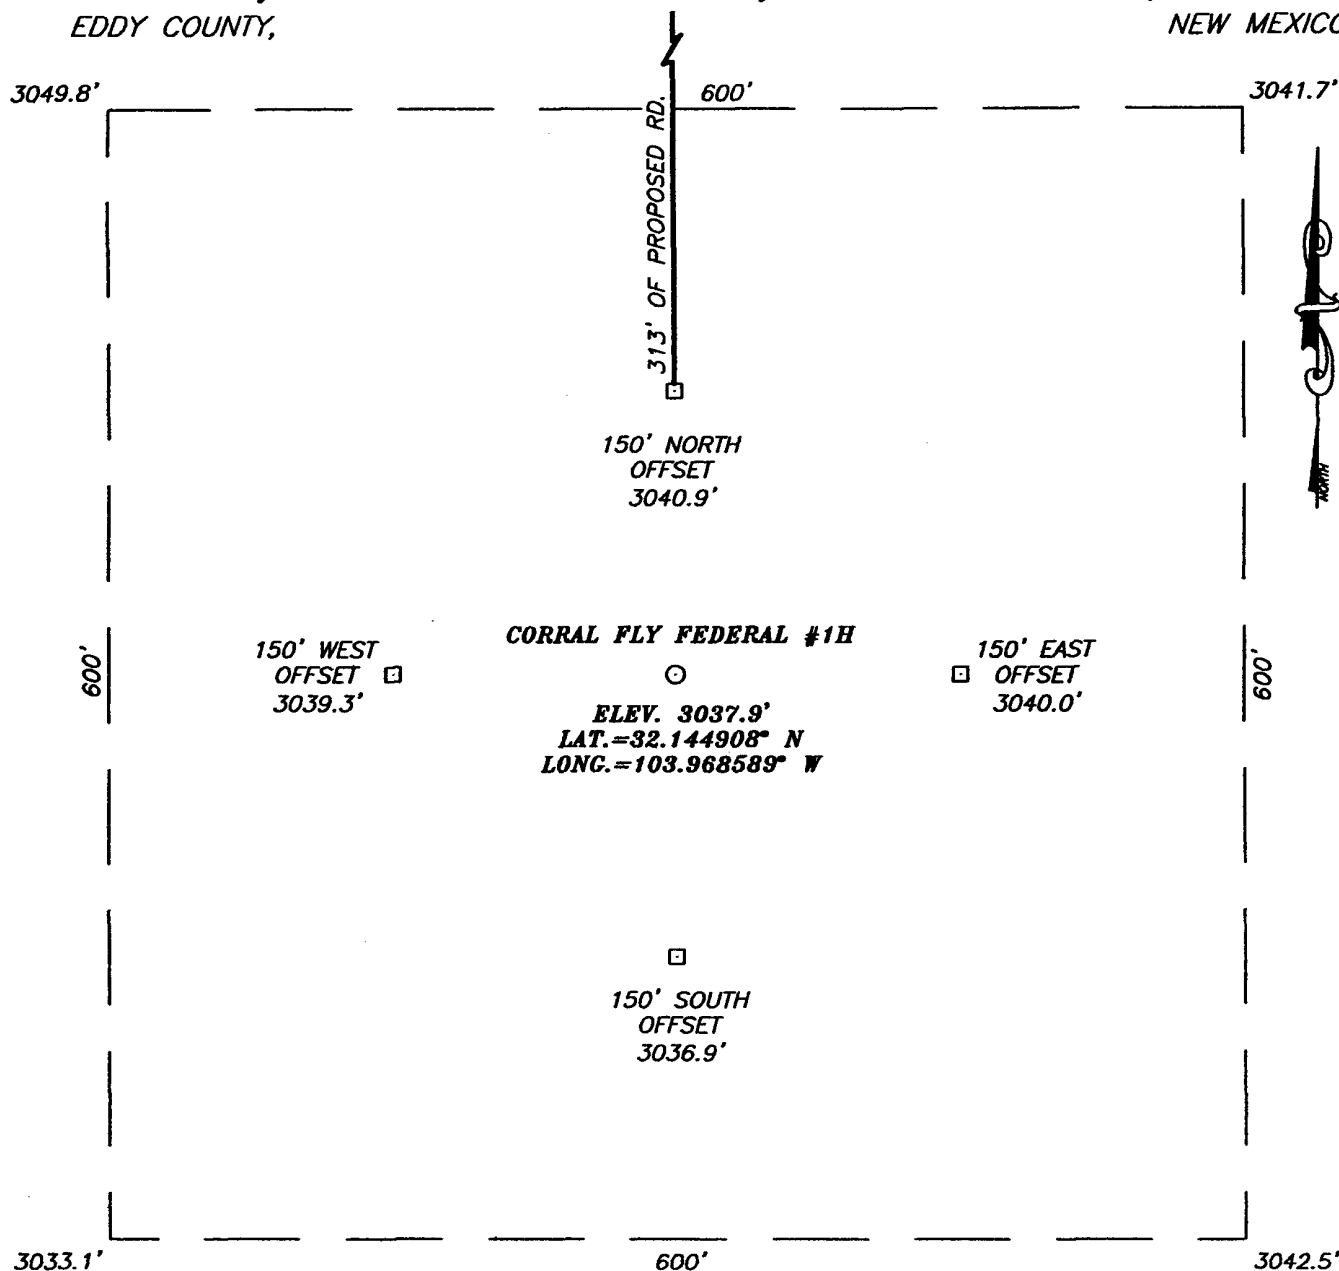 EDDY COUNTY,
NEW MEXICO
3049.8'
600'
3041.7'
313' OF PROPOSED RD.
NORTH
150' NORTH
OFFSET
3040.9'
600'
150' WEST
OFFSET
3039.3'
CORRAL FLY FEDERAL #1H
ELEV. 3037.9'
LAT.=32.144908° N
LONG.=103.968589° W
150' EAST
OFFSET
3040.0'
600'
150' SOUTH
OFFSET
3036.9'
3033.1'
600'
3042.5'